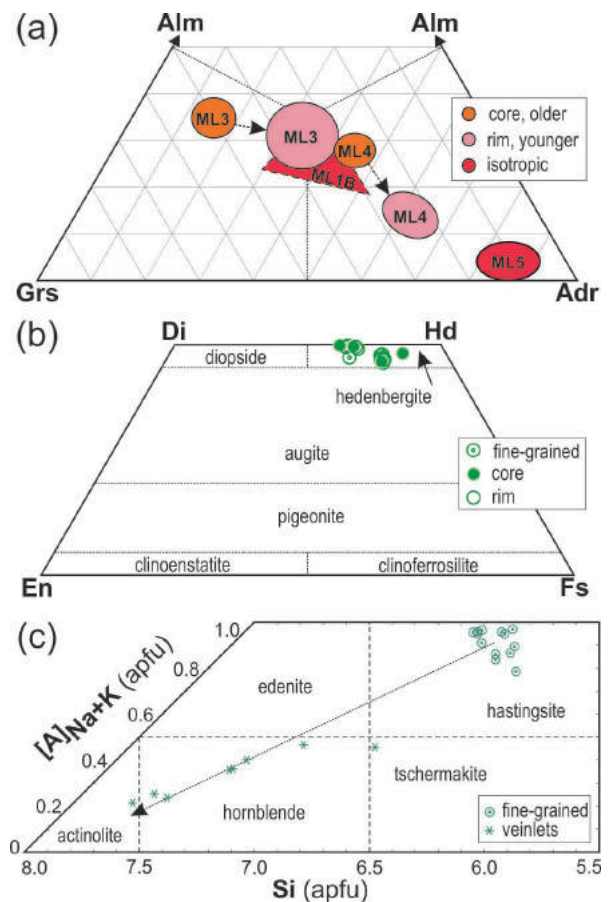 (a)
Alm Alm
ML3
ML3
ML4
ML1B
ML4
ML5
core, older
rim, younger
isotropic
Grs Adr
(b)
Di Hd
diopside
hedenbergite
augite
pigeonite
clinoenstatite clinoferrosilite
En Fs
fine-grained
core
rim
(c)
[A]Na+K (apfu)
1.0
0.8
0.6
0.4
0.2
0
edenite
hastingsite
tschermakite
hornblende
actinolite
fine-grained
veinlets
8.0 7.5 7.0 6.5 6.0 5.5
Si (apfu)